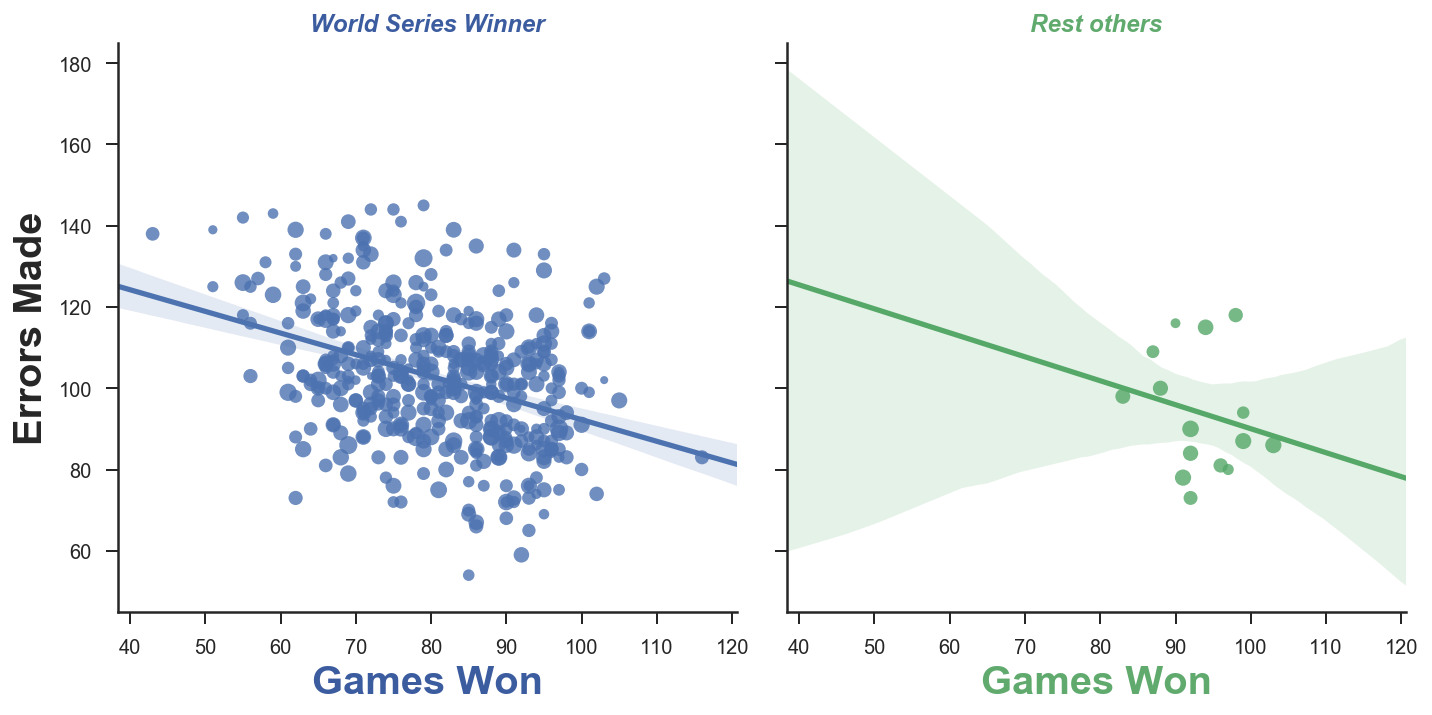 World Series Winner
Rest others
Errors Made
180
160
140
120
100
80
60
40 50 60 70 80 90 100 110 120
40 50 60 70 80 90 100 110 120
Games Won
Games Won